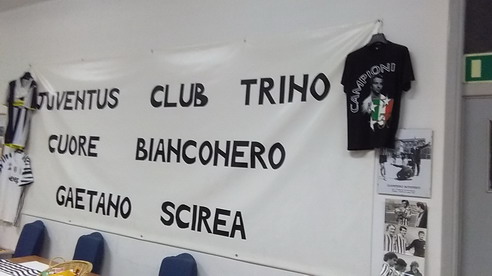 JUVENTUS CLUB TRINO
CUORE BIANCONERO
GAETANO SCIREA
CAMPIONI